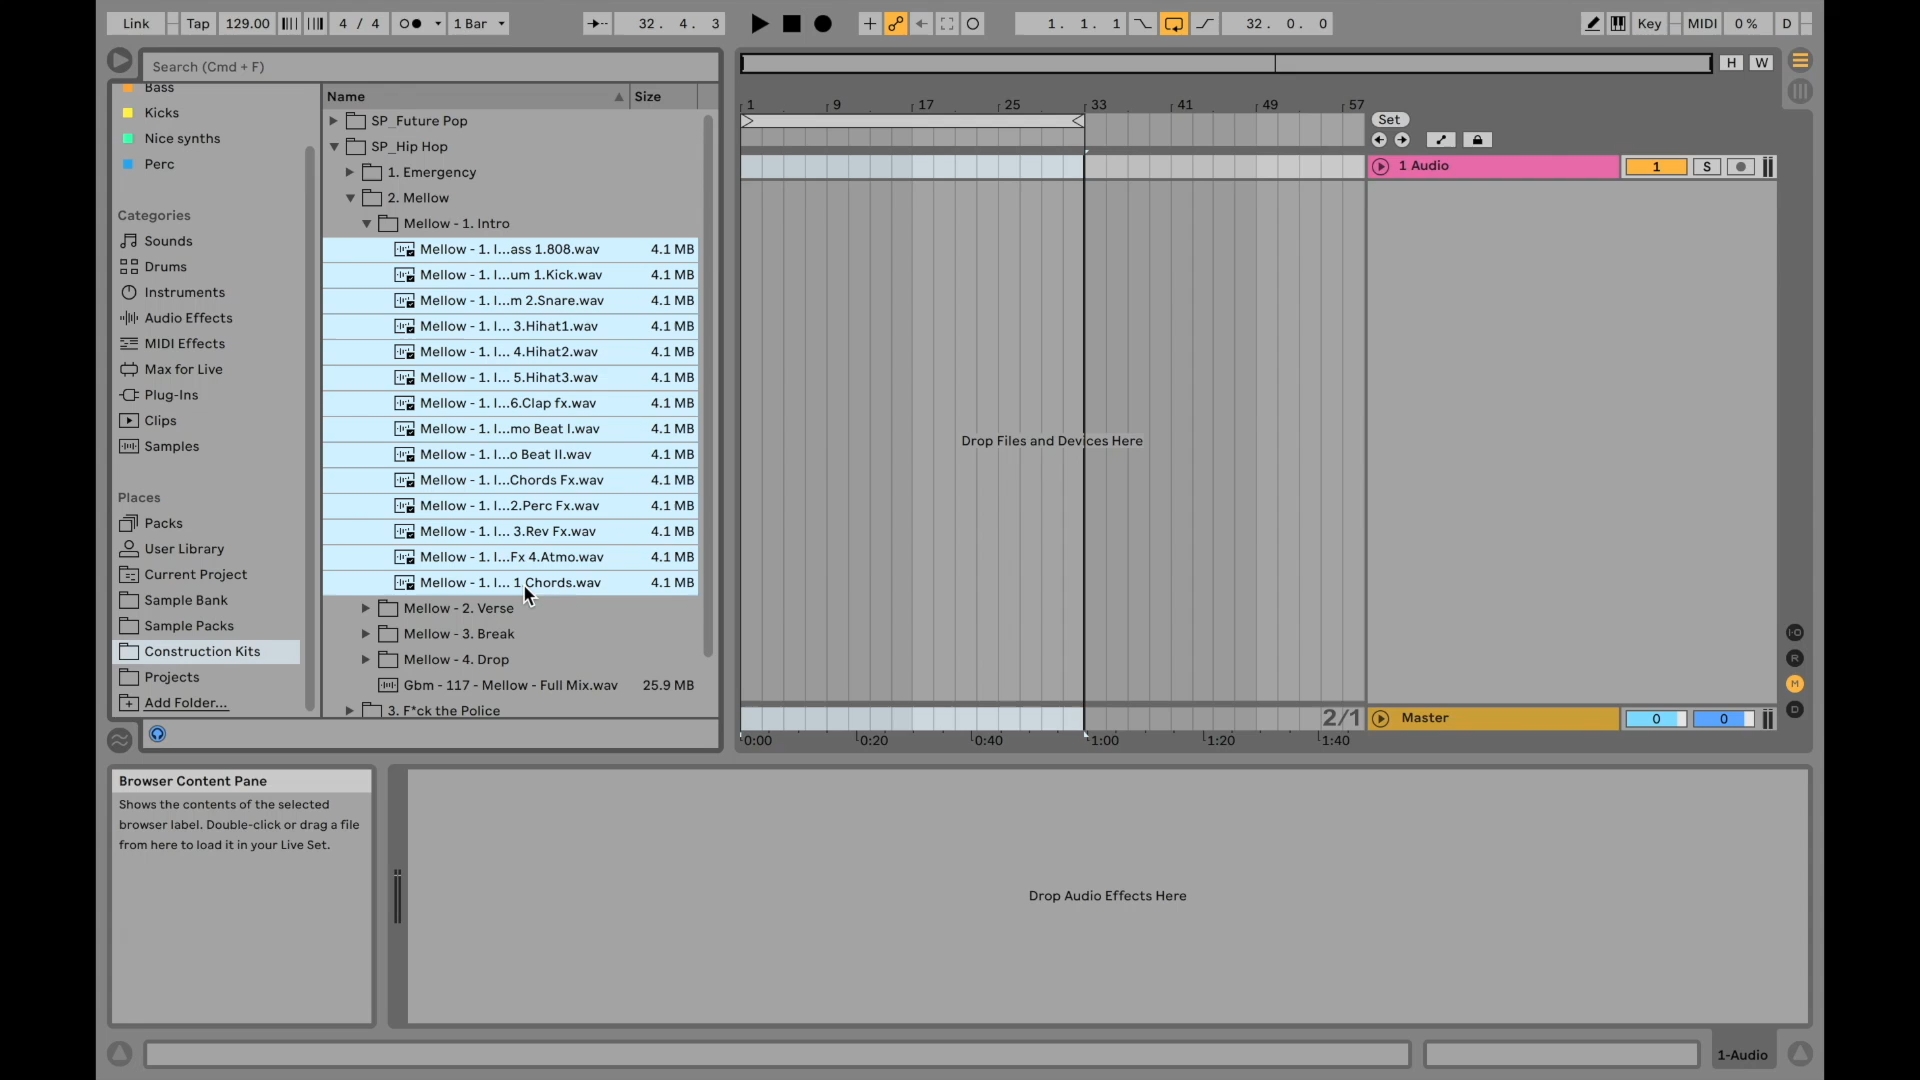 Link
Tap
129.00
4 / 4
1 Bar
32. 4. 3
1. 1. 1
32. 0. 0
Key
MIDI
0 %
D
Search (Cmd + F)
H
W
Bass
Kicks
Nice synths
Perc
Categories
Sounds
Drums
Instruments
Audio Effects
MIDI Effects
Max for Live
Plug-Ins
Clips
Samples
Places
Packs
User Library
Current Project
Sample Bank
Sample Packs
Construction Kits
Projects
Add Folder...
Name
Size
SP_Future Pop
SP_Hip Hop
1. Emergency
2. Mellow
Mellow - 1. Intro
Mellow - 1. I...ass 1.808.wav 4.1 MB
Mellow - 1. I...um 1.Kick.wav 4.1 MB
Mellow - 1. I...m 2.Snare.wav 4.1 MB
Mellow - 1. I... 3.Hihat1.wav 4.1 MB
Mellow - 1. I... 4.Hihat2.wav 4.1 MB
Mellow - 1. I... 5.Hihat3.wav 4.1 MB
Mellow - 1. I...6.Clap fx.wav 4.1 MB
Mellow - 1. I...mo Beat I.wav 4.1 MB
Mellow - 1. I...o Beat II.wav 4.1 MB
Mellow - 1. I...Chords Fx.wav 4.1 MB
Mellow - 1. I...2.Perc Fx.wav 4.1 MB
Mellow - 1. I... 3.Rev Fx.wav 4.1 MB
Mellow - 1. I...Fx 4.Atmo.wav 4.1 MB
Mellow - 1. I... 1 Chords.wav 4.1 MB
Mellow - 2. Verse
Mellow - 3. Break
Mellow - 4. Drop
Gbm - 117 - Mellow - Full Mix.wav 25.9 MB
3. F*ck the Police
1 9 17 25 33 41 49 57
Set
1 Audio
1
S
Drop Files and Devices Here
I·O
R
M
D
2/1
Master
0
0
0:00 0:20 0:40 1:00 1:20 1:40
Browser Content Pane
Shows the contents of the selected
browser label. Double-click or drag a file
from here to load it in your Live Set.
Drop Audio Effects Here
1-Audio